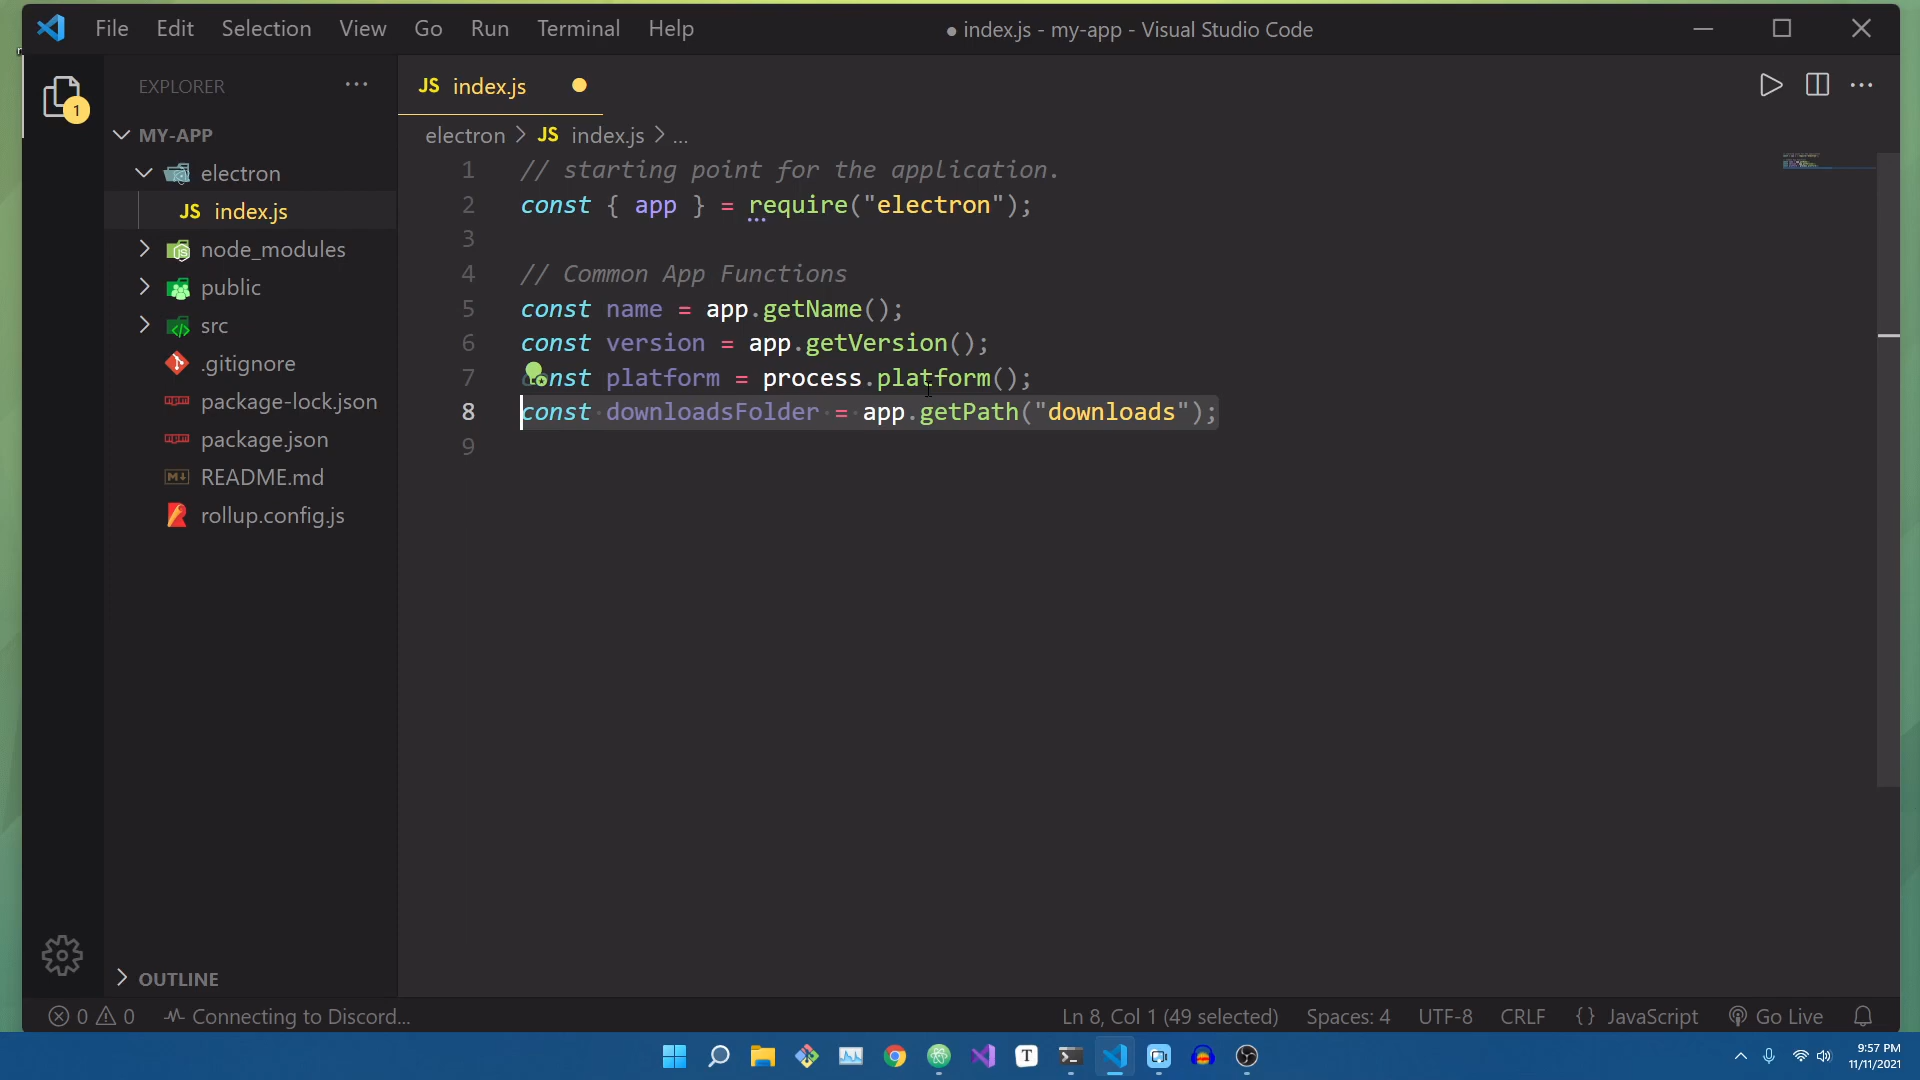 File Edit Selection View Go Run Terminal Help
● index.js - my-app - Visual Studio Code
EXPLORER
1
JS index.js
electron > JS index.js > ...
MY-APP
electron
JS index.js
node_modules
public
src
.gitignore
package-lock.json
package.json
README.md
rollup.config.js
OUTLINE
1 // starting point for the application.
2 const { app } = require("electron");
3
4 // Common App Functions
5 const name = app.getName();
6 const version = app.getVersion();
7 const platform = process.platform();
8 const downloadsFolder = app.getPath("downloads");
9
0 0 Connecting to Discord...
Ln 8, Col 1 (49 selected) Spaces: 4 UTF-8 CRLF {} JavaScript Go Live
T
9:57 PM
11/11/2021